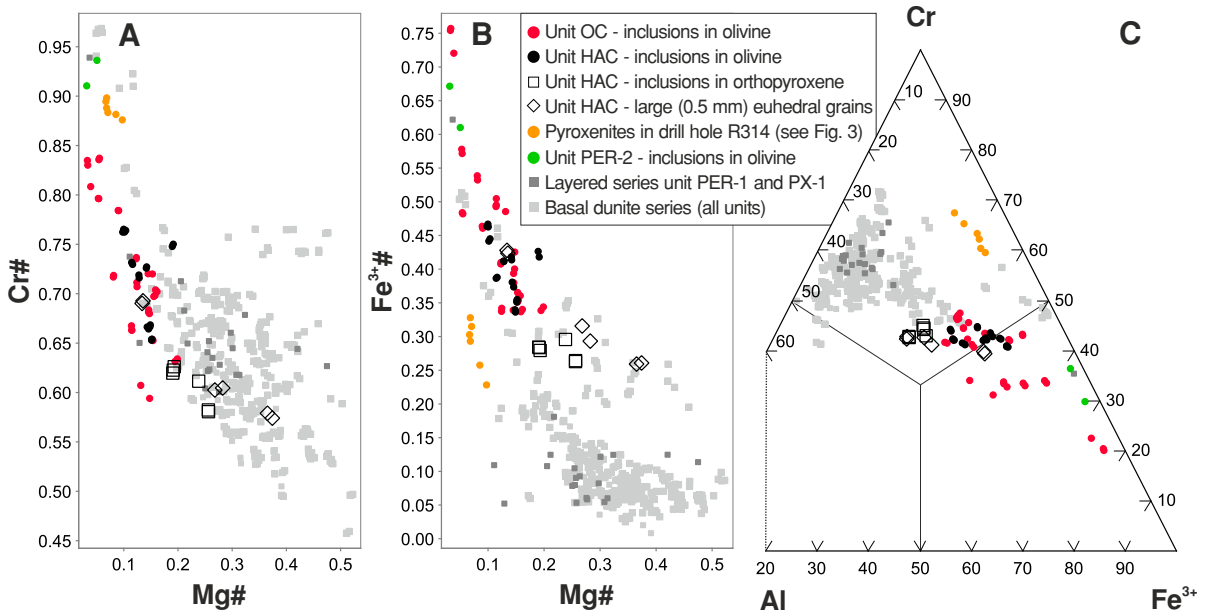 A
0.95
0.90
0.85
0.80
0.75
0.70
0.65
0.60
0.55
0.50
0.45
Cr#
0.1 0.2 0.3 0.4 0.5
Mg#
B
0.75
0.70
0.65
0.60
0.55
0.50
0.45
0.40
0.35
0.30
0.25
0.20
0.15
0.10
0.05
0.00
Fe³⁺#
0.1 0.2 0.3 0.4 0.5
Mg#
Unit OC - inclusions in olivine
Unit HAC - inclusions in olivine
Unit HAC - inclusions in orthopyroxene
Unit HAC - large (0.5 mm) euhedral grains
Pyroxenites in drill hole R314 (see Fig. 3)
Unit PER-2 - inclusions in olivine
Layered series unit PER-1 and PX-1
Basal dunite series (all units)
Cr
C
10 90
20 80
30 70
40 60
50 50
60 40
30
20
10
20 30 40 50 60 70 80 90
Al Fe³⁺